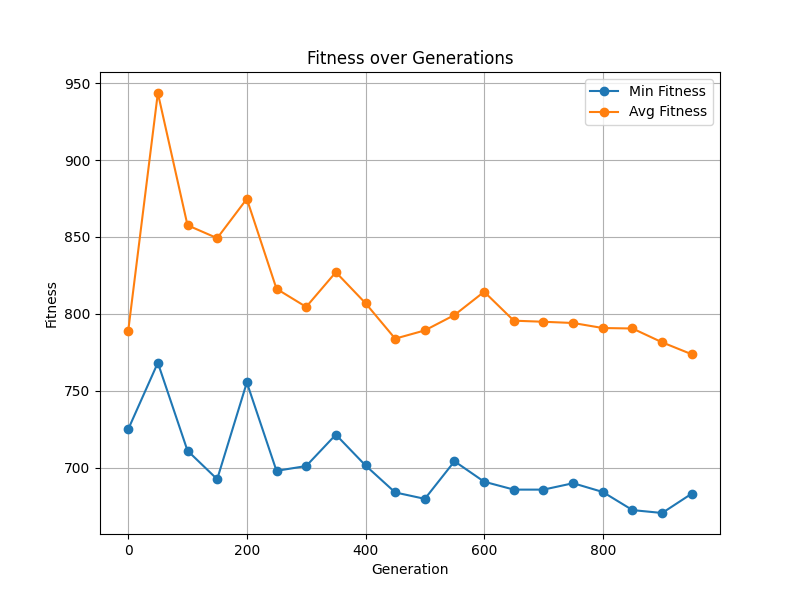 Fitness over Generations
Min Fitness
Avg Fitness
950
900
850
800
750
700
Fitness
0 200 400 600 800
Generation